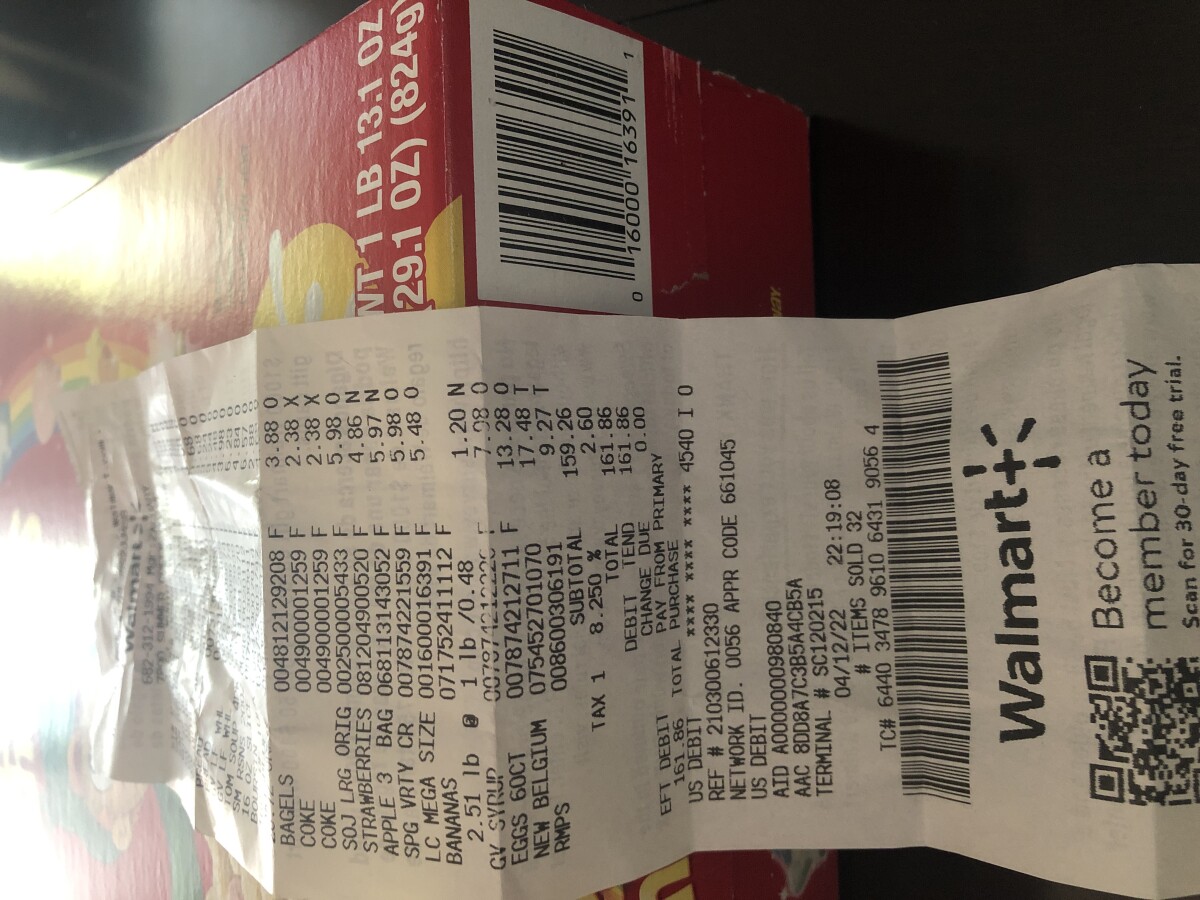 WT 1 LB 13.1 OZ
(29.1 OZ) (824g)
0 16000 16391 1
Walmart
682-312-
BAGELS 004812129208 F 3.88 O
COKE 004900001259 F 2.38 X
COKE 004900001259 F 2.38 X
SOJ LRG ORIG 002500005433 F 5.98 O
STRAWBERRIES 081204900520 F 4.86 N
APPLE 3 BAG 068113143052 F 5.97 N
SPG VRTY CR 007874221559 F 5.98 O
LC MEGA SIZE 001600016391 F 5.48 O
BANANAS 071752411112 F
2.51 lb @ 1 lb /0.48 1.20 N
GV SYRUP
EGGS 60CT 007874212711 F 13.28 O
NEW BELGIUM 075452701070 17.48 T
RMPS 008600306191 9.27 T
SUBTOTAL 159.26
TAX 1 8.250 % 2.60
TOTAL 161.86
DEBIT TEND 161.86
CHANGE DUE 0.00
EFT DEBIT PAY FROM PRIMARY
161.86 TOTAL PURCHASE
US DEBIT **** **** **** 4540 I 0
REF # 210300612330
NETWORK ID. 0056 APPR CODE 661045
US DEBIT
AID A0000000980840
AAC 8DD8A7C3B5A4CB5A
TERMINAL # SC120215
04/12/22 22:19:08
# ITEMS SOLD 32
TC# 6440 3478 9610 6431 9056 4
Walmart+
Become a
member today
Scan for 30-day free trial.